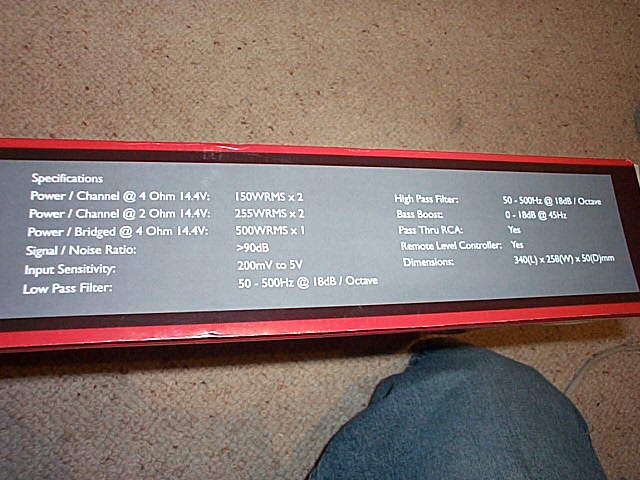 Specifications
Power / Channel @ 4 Ohm 14.4V: 150WRMS x 2
Power / Channel @ 2 Ohm 14.4V: 255WRMS x 2
Power / Bridged @ 4 Ohm 14.4V: 500WRMS x 1
Signal / Noise Ratio: >90dB
Input Sensitivity: 200mV to 5V
Low Pass Filter: 50 - 500Hz @ 18dB / Octave
High Pass Filter: 50 - 500Hz @ 18dB / Octave
Bass Boost: 0 - 18dB @ 45Hz
Pass Thru RCA: Yes
Remote Level Controller: Yes
Dimensions: 340(L) x 258(W) x 50(D)mm